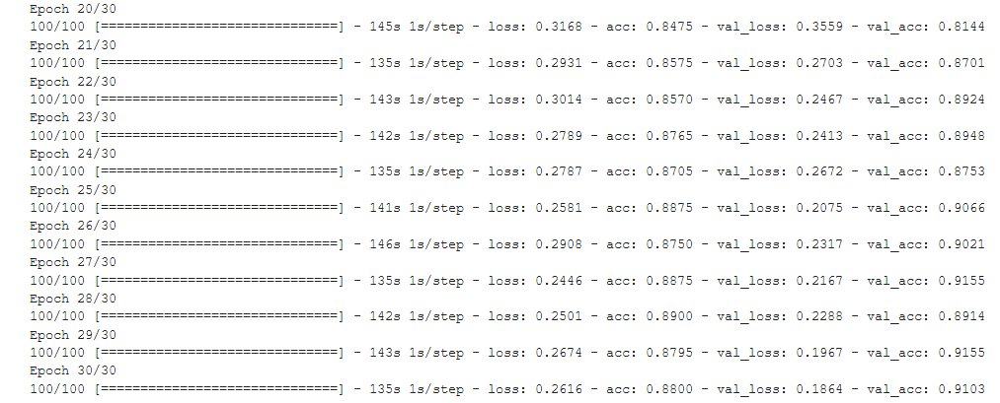 Epoch 20/30
100/100 [==============================] - 145s 1s/step - loss: 0.3168 - acc: 0.8475 - val_loss: 0.3559 - val_acc: 0.8144
Epoch 21/30
100/100 [==============================] - 135s 1s/step - loss: 0.2931 - acc: 0.8575 - val_loss: 0.2703 - val_acc: 0.8701
Epoch 22/30
100/100 [==============================] - 143s 1s/step - loss: 0.3014 - acc: 0.8570 - val_loss: 0.2467 - val_acc: 0.8924
Epoch 23/30
100/100 [==============================] - 142s 1s/step - loss: 0.2789 - acc: 0.8765 - val_loss: 0.2413 - val_acc: 0.8948
Epoch 24/30
100/100 [==============================] - 135s 1s/step - loss: 0.2787 - acc: 0.8705 - val_loss: 0.2672 - val_acc: 0.8753
Epoch 25/30
100/100 [==============================] - 141s 1s/step - loss: 0.2581 - acc: 0.8875 - val_loss: 0.2075 - val_acc: 0.9066
Epoch 26/30
100/100 [==============================] - 146s 1s/step - loss: 0.2908 - acc: 0.8750 - val_loss: 0.2317 - val_acc: 0.9021
Epoch 27/30
100/100 [==============================] - 135s 1s/step - loss: 0.2446 - acc: 0.8875 - val_loss: 0.2167 - val_acc: 0.9155
Epoch 28/30
100/100 [==============================] - 142s 1s/step - loss: 0.2501 - acc: 0.8900 - val_loss: 0.2288 - val_acc: 0.8914
Epoch 29/30
100/100 [==============================] - 143s 1s/step - loss: 0.2674 - acc: 0.8795 - val_loss: 0.1967 - val_acc: 0.9155
Epoch 30/30
100/100 [==============================] - 135s 1s/step - loss: 0.2616 - acc: 0.8800 - val_loss: 0.1864 - val_acc: 0.9103